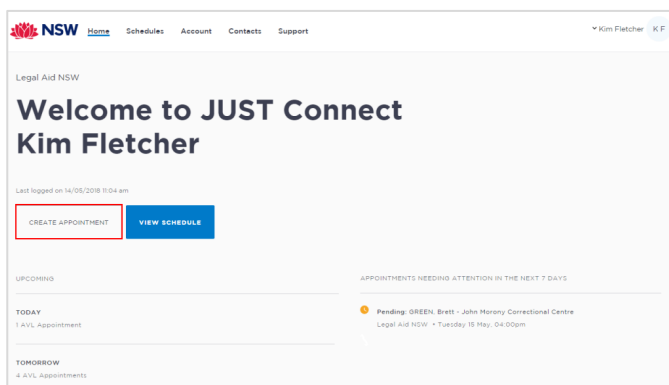 NSW Home Schedules Account Contacts Support Kim Fletcher K F
Legal Aid NSW
Welcome to JUST Connect
Kim Fletcher
Last logged on 14/05/2018 11:04 am
CREATE APPOINTMENT VIEW SCHEDULE
UPCOMING
TODAY
1 AVL Appointment
TOMORROW
4 AVL Appointments
APPOINTMENTS NEEDING ATTENTION IN THE NEXT 7 DAYS
Pending: GREEN, Brett - John Morony Correctional Centre
Legal Aid NSW • Tuesday 15 May, 04:00pm